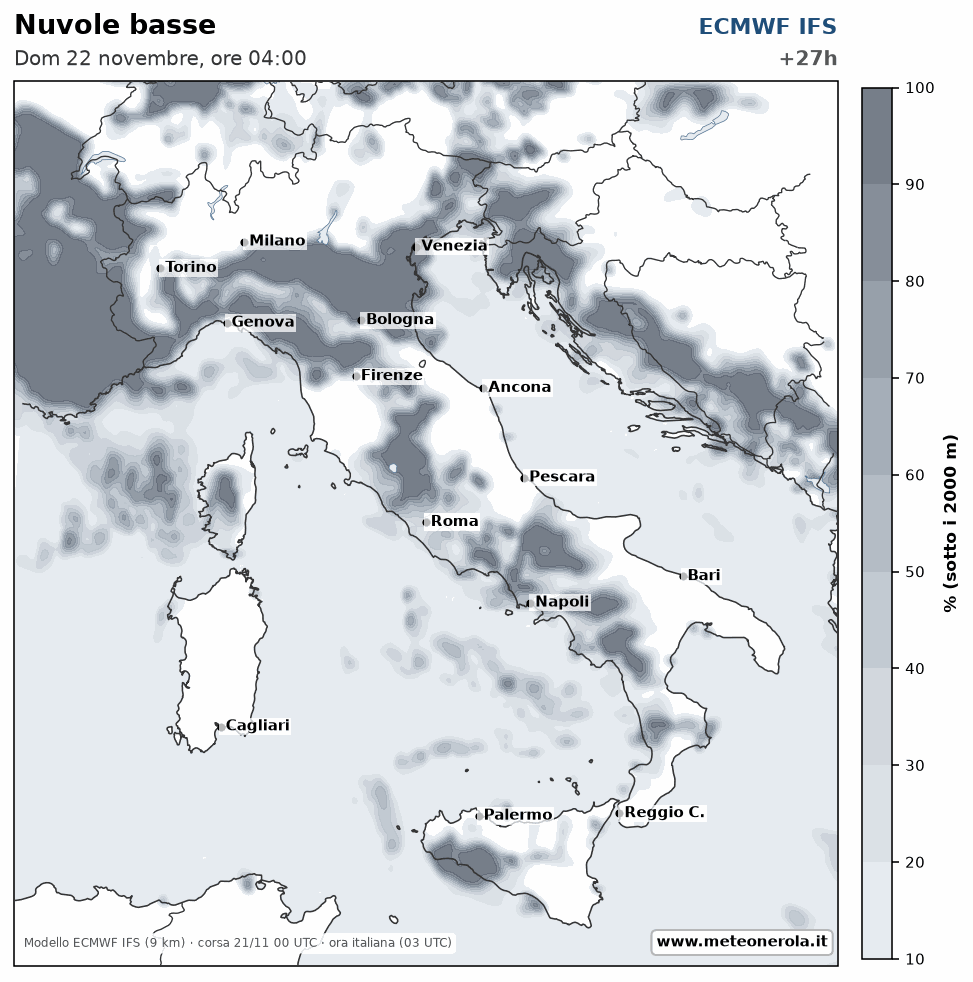 Nuvole basse
ECMWF IFS
Dom 22 novembre, ore 04:00
+27h
100
90
80
70
60
50
40
30
20
10
% (sotto i 2000 m)
Milano
Venezia
Torino
Genova
Bologna
Firenze
Ancona
Pescara
Roma
Bari
Napoli
Cagliari
Palermo
Reggio C.
Modello ECMWF IFS (9 km) · corsa 21/11 00 UTC · ora italiana (03 UTC)
www.meteonerola.it